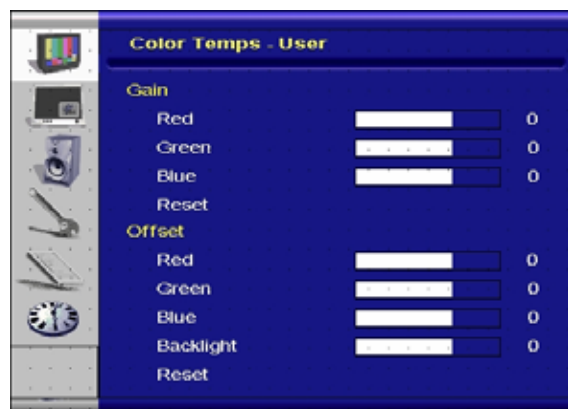 Color Temps - User
Gain
Red 0
Green 0
Blue 0
Reset
Offset
Red 0
Green 0
Blue 0
Backlight 0
Reset